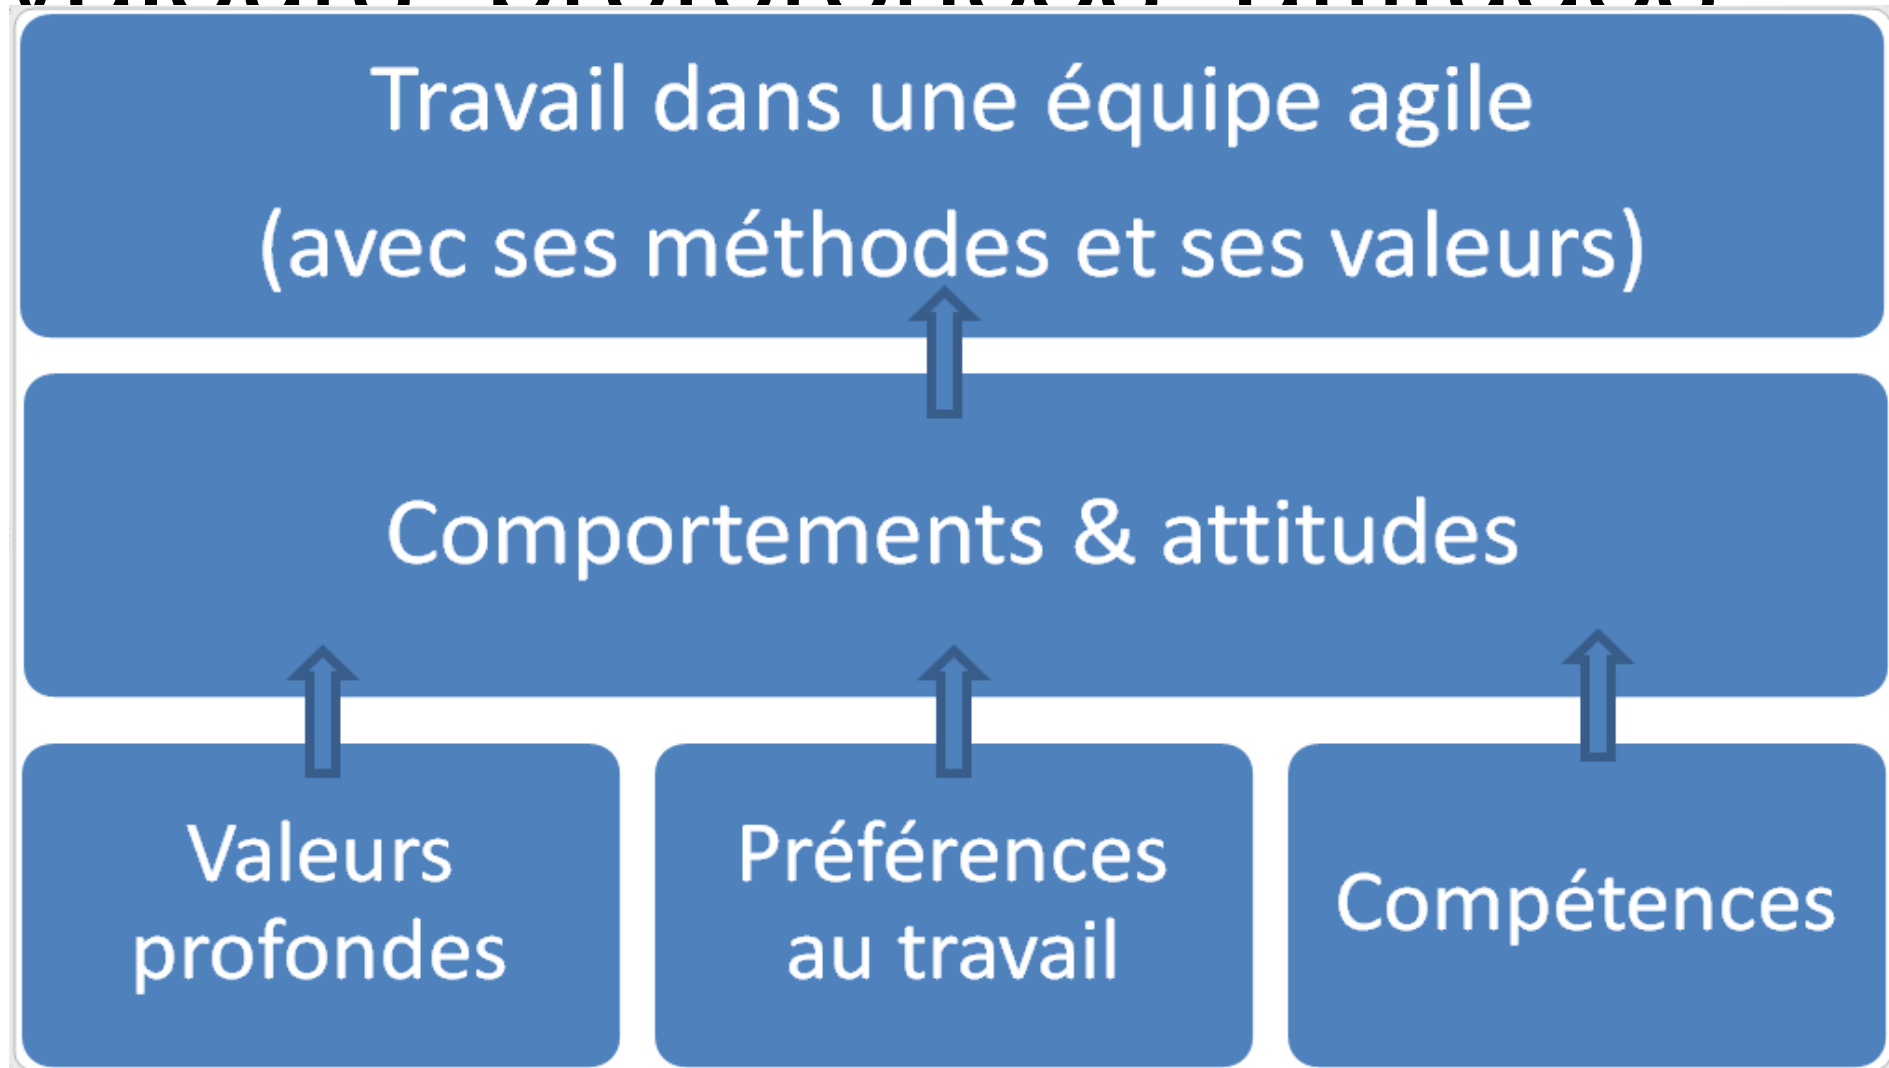 Travail dans une équipe agile
(avec ses méthodes et ses valeurs)
Comportements & attitudes
Valeurs
profondes
Préférences
au travail
Compétences